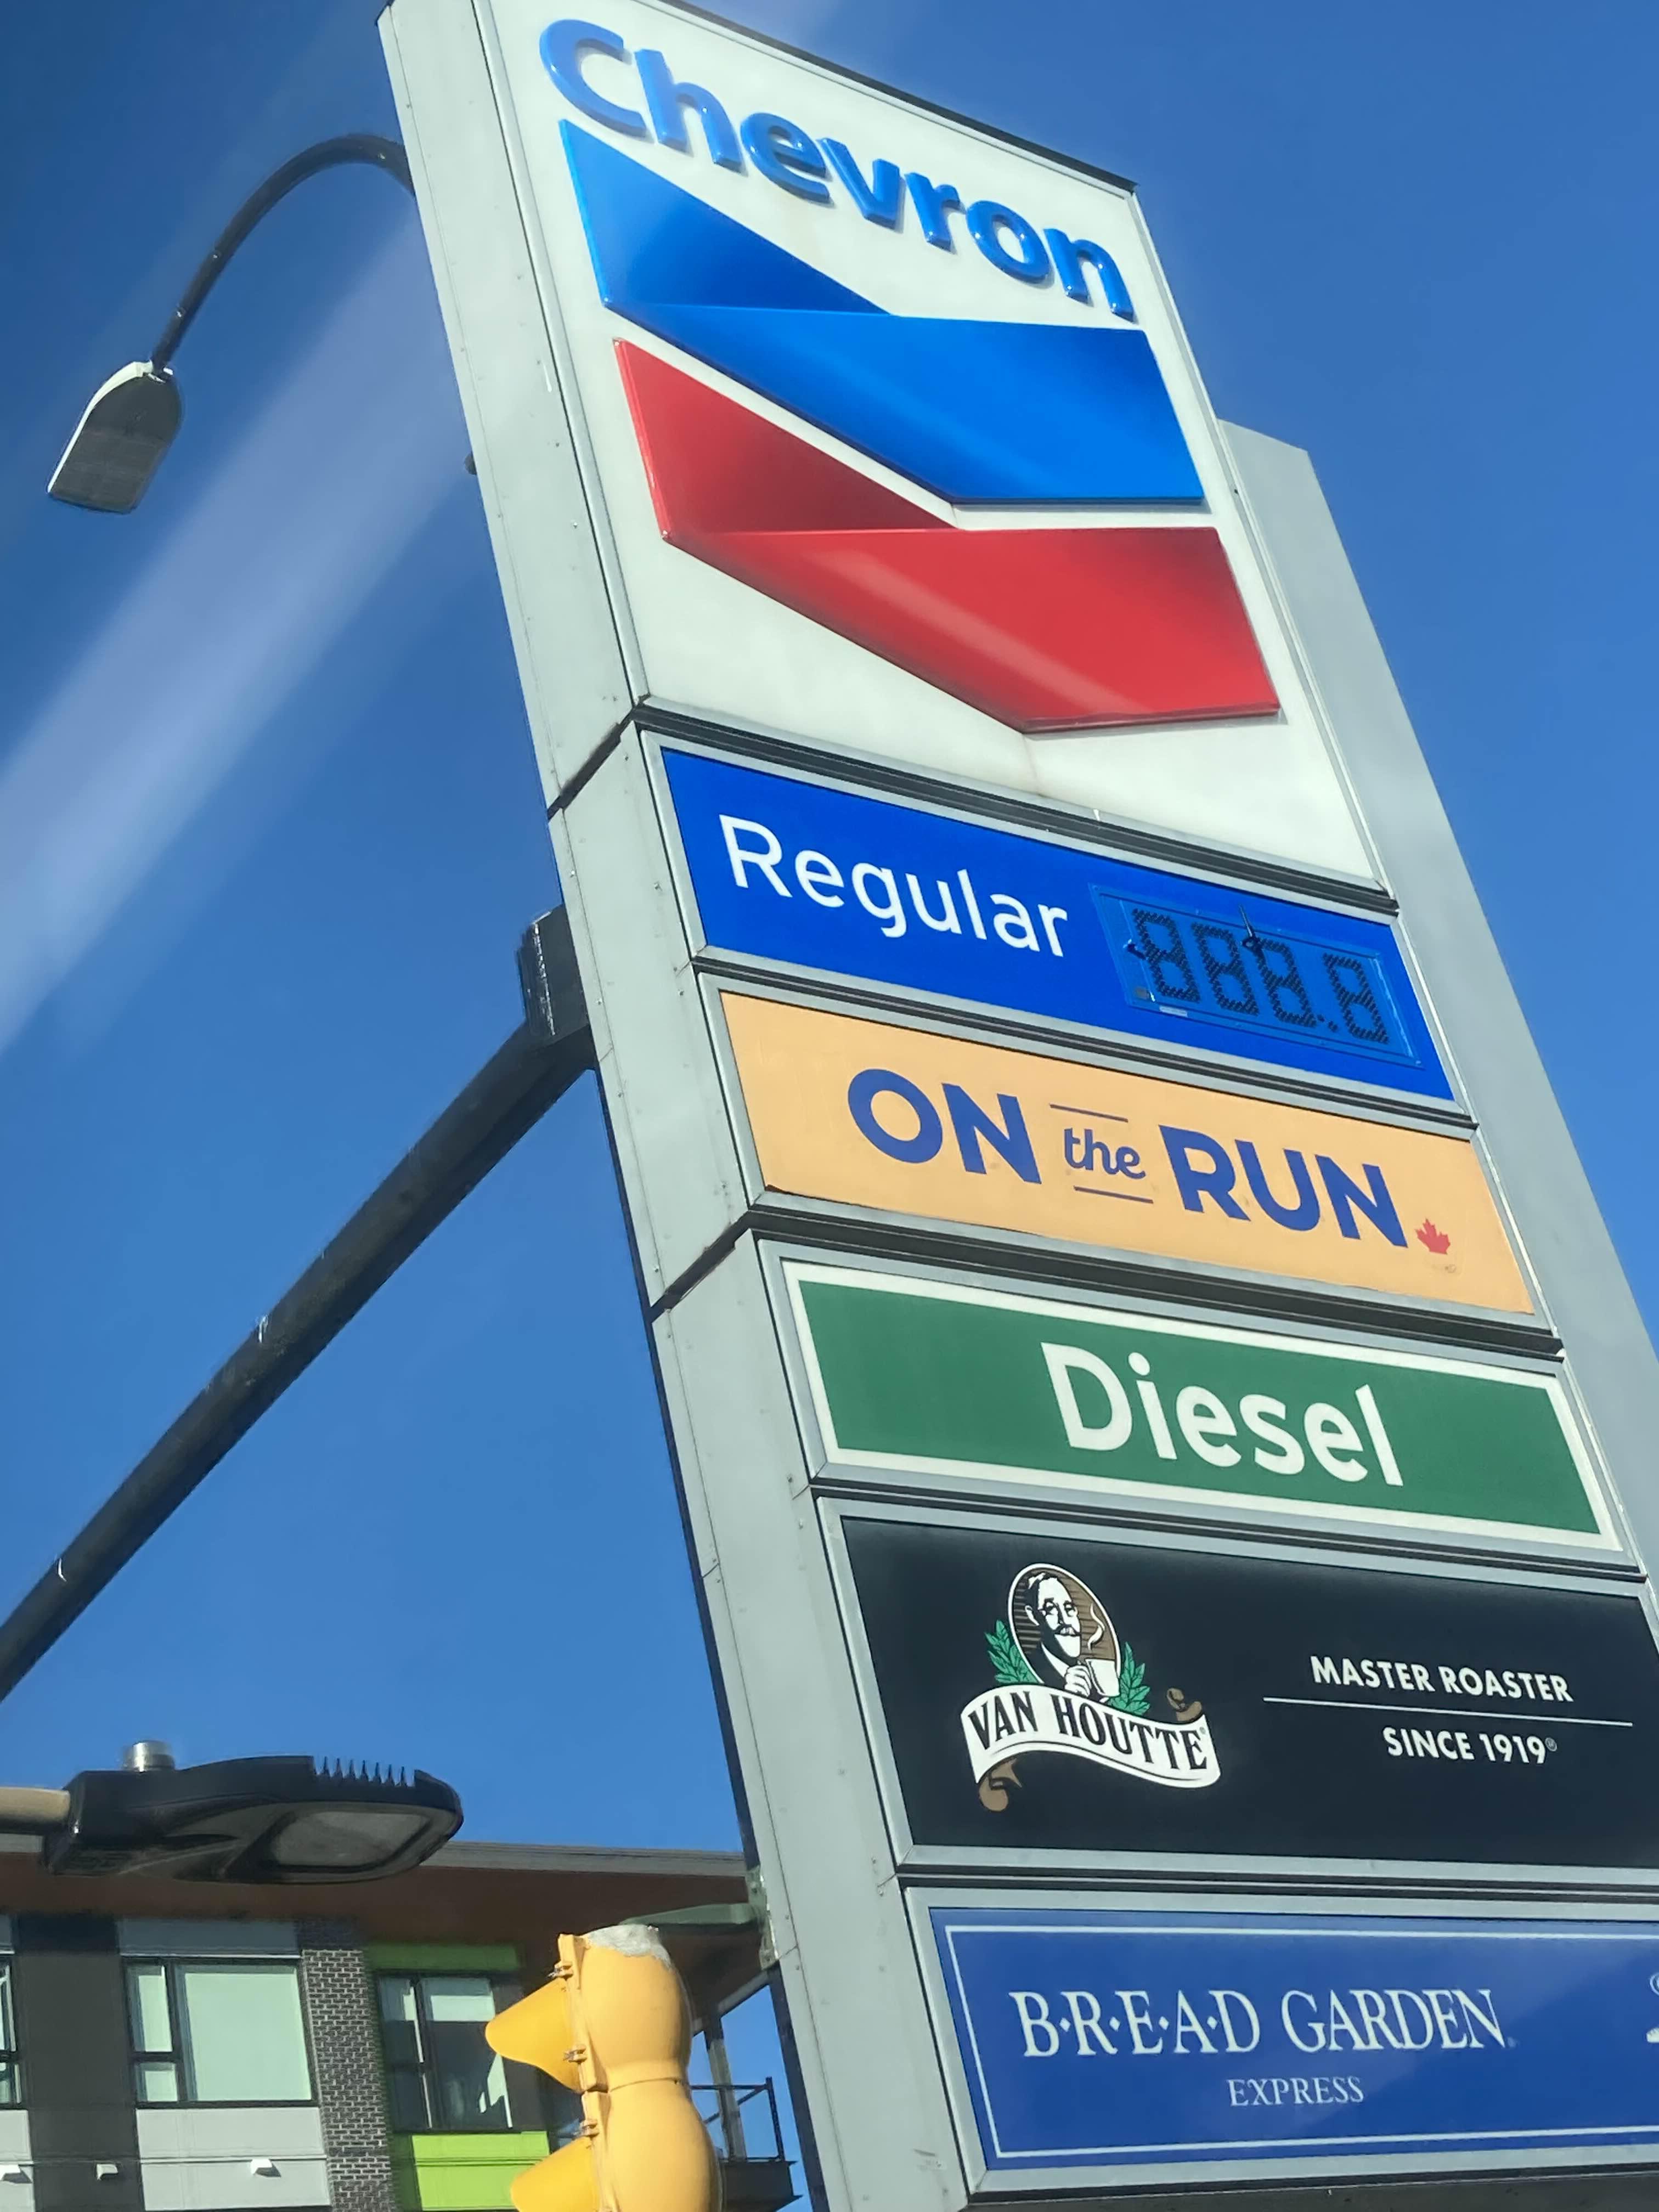 Chevron
Regular
ON the RUN
Diesel
VAN HOUTTE
MASTER ROASTER
SINCE 1919®
B·R·E·A·D GARDEN
EXPRESS